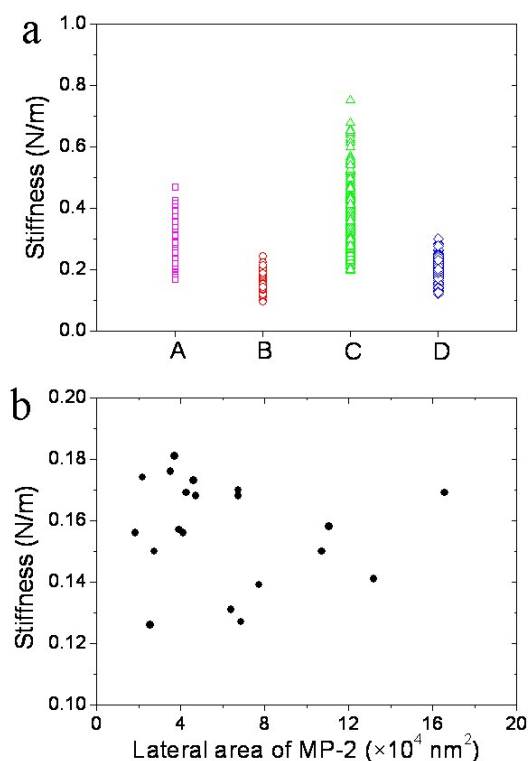 a
1.0
0.8
0.6
0.4
0.2
0.0
Stiffness (N/m)
A B C D
b
0.20
0.18
0.16
0.14
0.12
0.10
Stiffness (N/m)
0 4 8 12 16 20
Lateral area of MP-2 (×10⁴ nm²)